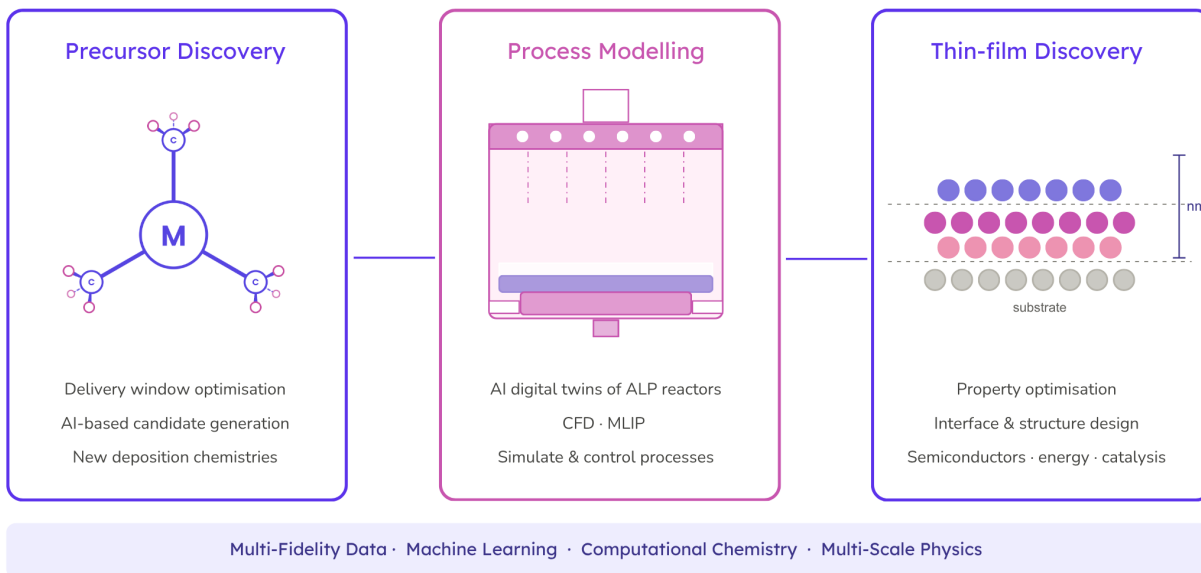 Precursor Discovery
C
M
C
C
Delivery window optimisation
AI-based candidate generation
New deposition chemistries
Process Modelling
AI digital twins of ALP reactors
CFD · MLIP
Simulate & control processes
Thin-film Discovery
substrate
Property optimisation
Interface & structure design
Semiconductors · energy · catalysis
Multi-Fidelity Data · Machine Learning · Computational Chemistry · Multi-Scale Physics